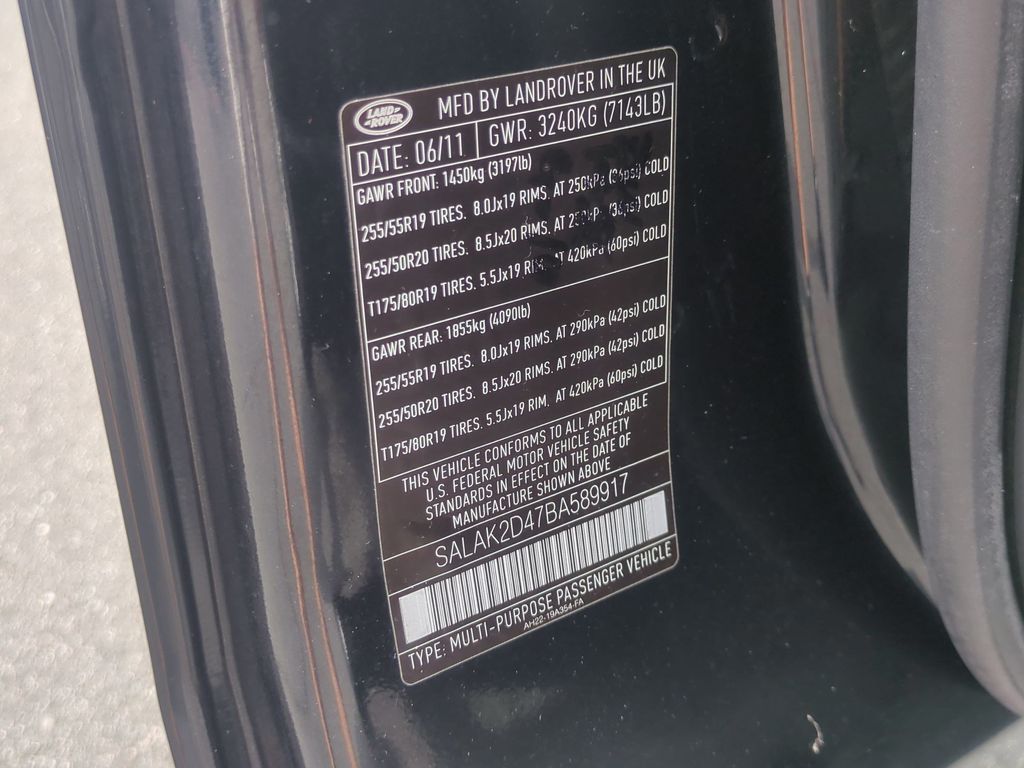 LAND ROVER
MFD BY LANDROVER IN THE UK
DATE: 06/11 GWR: 3240KG (7143LB)
GAWR FRONT: 1450kg (3197lb)
255/55R19 TIRES. 8.0Jx19 RIMS. AT 250kPa (36psi) COLD
255/50R20 TIRES. 8.5Jx20 RIMS. AT 250kPa (36psi) COLD
T175/80R19 TIRES. 5.5Jx19 RIM. AT 420kPa (60psi) COLD
GAWR REAR: 1855kg (4090lb)
255/55R19 TIRES. 8.0Jx19 RIMS. AT 290kPa (42psi) COLD
255/50R20 TIRES. 8.5Jx20 RIMS. AT 290kPa (42psi) COLD
T175/80R19 TIRES. 5.5Jx19 RIM. AT 420kPa (60psi) COLD
THIS VEHICLE CONFORMS TO ALL APPLICABLE
U.S. FEDERAL MOTOR VEHICLE SAFETY
STANDARDS IN EFFECT ON THE DATE OF
MANUFACTURE SHOWN ABOVE
SALAK2D47BA589917
TYPE: MULTI-PURPOSE PASSENGER VEHICLE
AH22-19A354-FA